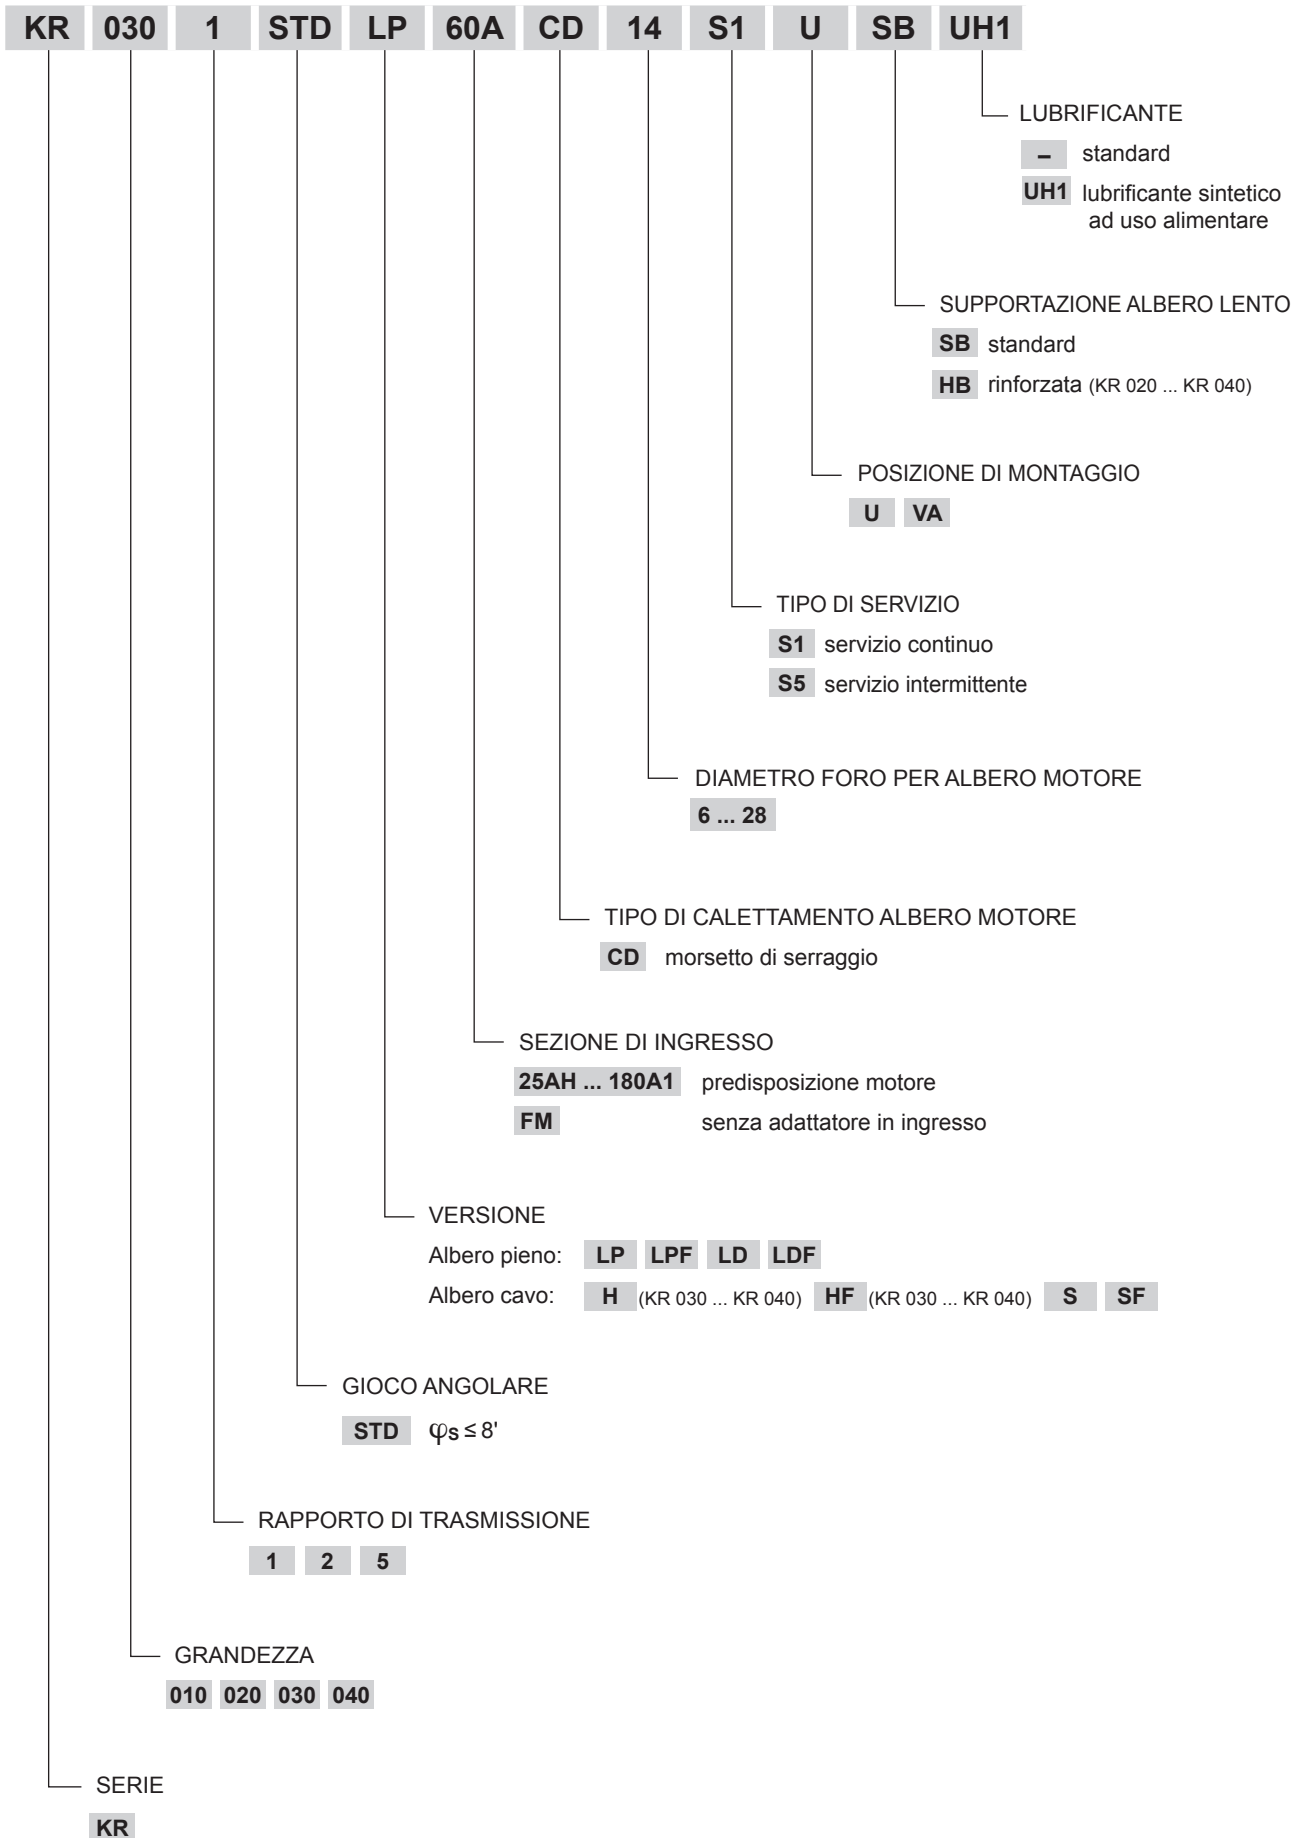 KR 030 1 STD LP 60A CD 14 S1 U SB UH1
LUBRIFICANTE
– standard
UH1 lubrificante sintetico
ad uso alimentare
SUPPORTAZIONE ALBERO LENTO
SB standard
HB rinforzata (KR 020 ... KR 040)
POSIZIONE DI MONTAGGIO
U VA
TIPO DI SERVIZIO
S1 servizio continuo
S5 servizio intermittente
DIAMETRO FORO PER ALBERO MOTORE
6 ... 28
TIPO DI CALETTAMENTO ALBERO MOTORE
CD morsetto di serraggio
SEZIONE DI INGRESSO
25AH ... 180A1 predisposizione motore
FM senza adattatore in ingresso
VERSIONE
Albero pieno: LP LPF LD LDF
Albero cavo: H (KR 030 ... KR 040) HF (KR 030 ... KR 040) S SF
GIOCO ANGOLARE
STD φs ≤ 8'
RAPPORTO DI TRASMISSIONE
1 2 5
GRANDEZZA
010 020 030 040
SERIE
KR